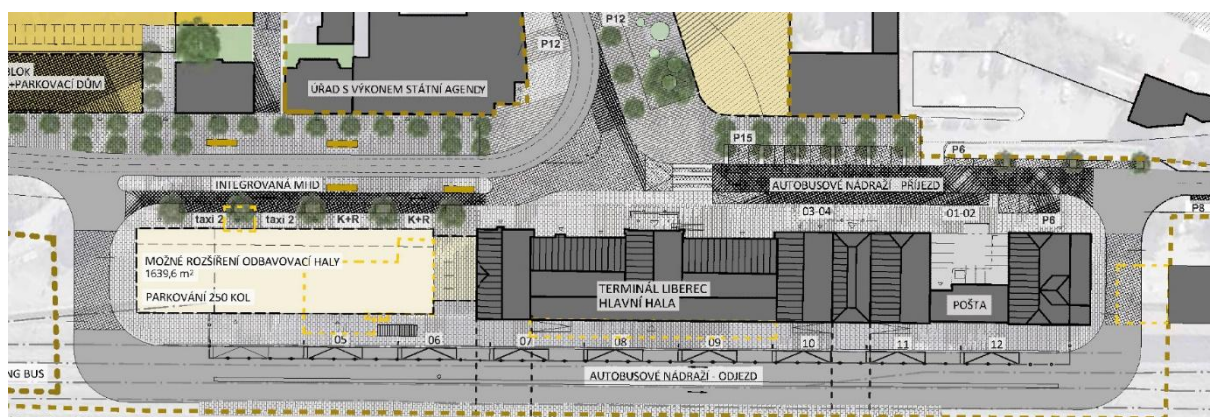 P12
P12
BLOK
+PARKOVACÍ DŮM
ÚŘAD S VÝKONEM STÁTNÍ AGENDY
P15
P6
INTEGROVANÁ MHD
AUTOBUSOVÉ NÁDRAŽÍ - PŘÍJEZD
taxi 2
taxi 2
K+R
K+R
03-04
01-02
P6
P8
MOŽNÉ ROZŠÍŘENÍ ODBAVOVACÍ HALY
1639,6 m²
PARKOVÁNÍ 250 KOL
TERMINÁL LIBEREC
HLAVNÍ HALA
POŠTA
05
06
07
08
09
10
11
12
NG BUS
AUTOBUSOVÉ NÁDRAŽÍ - ODJEZD